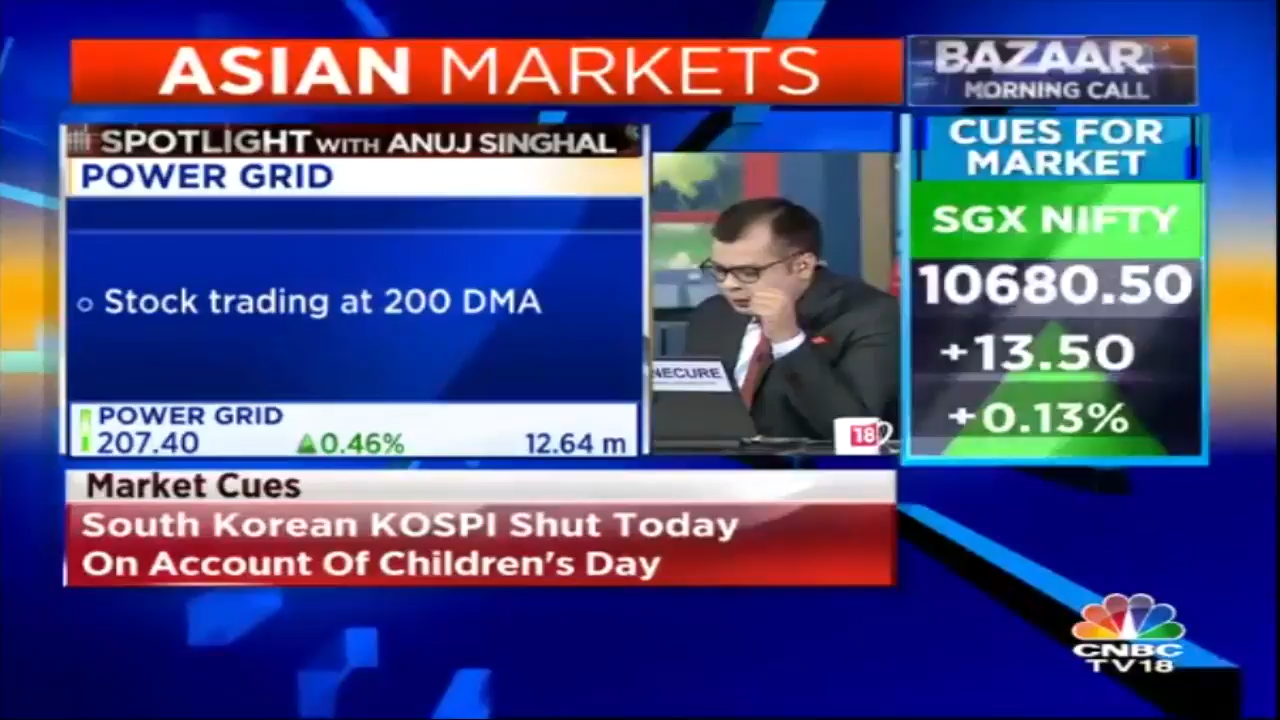 ASIAN MARKETS
BAZAAR
MORNING CALL
SPOTLIGHT WITH ANUJ SINGHAL
POWER GRID
Stock trading at 200 DMA
POWER GRID
207.40 0.46% 12.64 m
NECURE
18
CUES FOR
MARKET
SGX NIFTY
10680.50
+13.50
+0.13%
Market Cues
South Korean KOSPI Shut Today
On Account Of Children's Day
CNBC
TV18